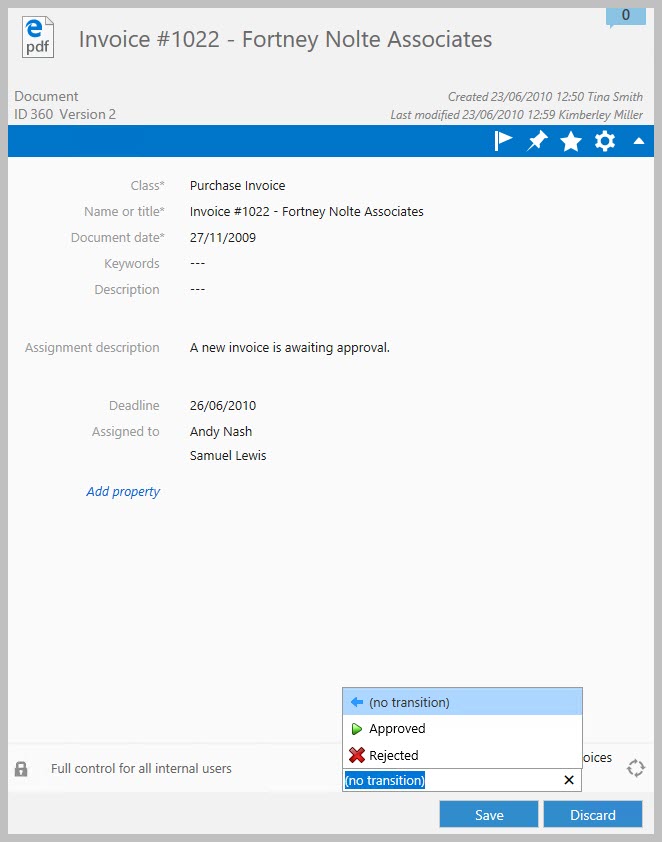 0
pdf
Invoice #1022 - Fortney Nolte Associates
Document
Created 23/06/2010 12:50 Tina Smith
ID 360 Version 2
Last modified 23/06/2010 12:59 Kimberley Miller
Class* Purchase Invoice
Name or title* Invoice #1022 - Fortney Nolte Associates
Document date* 27/11/2009
Keywords ---
Description ---
Assignment description A new invoice is awaiting approval.
Deadline 26/06/2010
Assigned to Andy Nash
Samuel Lewis
Add property
(no transition)
Approved
Rejected
oices
Full control for all internal users
(no transition)
Save Discard